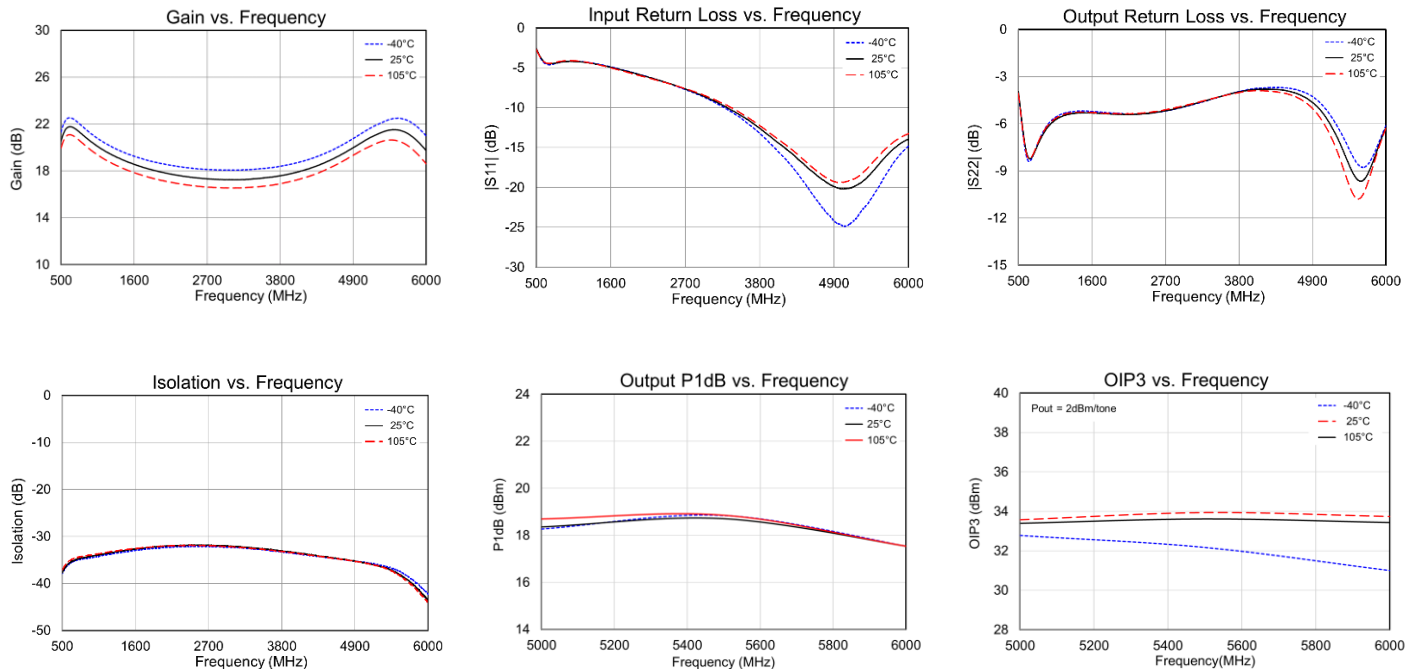 Gain vs. Frequency
30
26
22
18
14
10
Gain (dB)
-40°C
25°C
105°C
500 1600 2700 3800 4900 6000
Frequency (MHz)
Input Return Loss vs. Frequency
0
-5
-10
-15
-20
-25
-30
|S11| (dB)
-40°C
25°C
105°C
500 1600 2700 3800 4900 6000
Frequency (MHz)
Output Return Loss vs. Frequency
0
-3
-6
-9
-12
-15
|S22| (dB)
-40°C
25°C
105°C
500 1600 2700 3800 4900 6000
Frequency (MHz)
Isolation vs. Frequency
0
-10
-20
-30
-40
-50
Isolation (dB)
-40°C
25°C
105°C
500 1600 2700 3800 4900 6000
Frequency (MHz)
Output P1dB vs. Frequency
24
22
20
18
16
14
P1dB (dBm)
-40°C
25°C
105°C
5000 5200 5400 5600 5800 6000
Frequency (MHz)
OIP3 vs. Frequency
40
38
36
34
32
30
28
OIP3 (dBm)
Pout = 2dBm/tone
-40°C
25°C
105°C
5000 5200 5400 5600 5800 6000
Frequency(MHz)